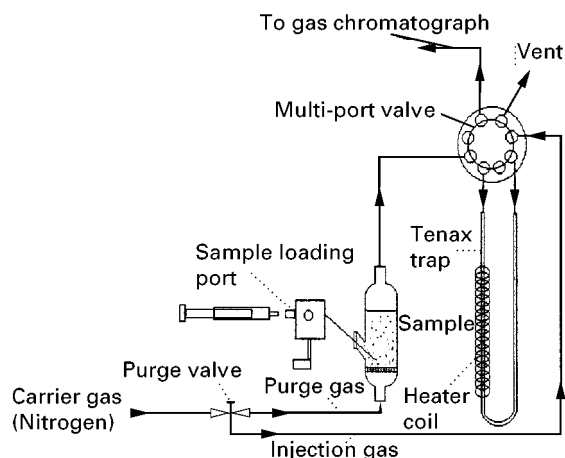 To gas chromatograph
Vent
Multi-port valve
Tenax
trap
Sample loading
port
Sample
Purge valve
Purge gas
Heater
coil
Carrier gas
(Nitrogen)
Injection gas